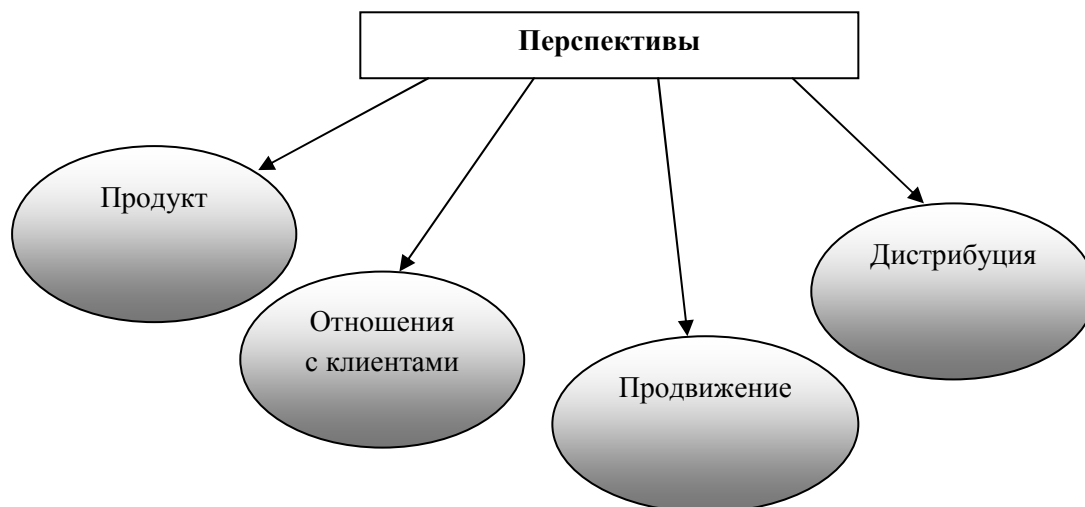 Перспективы
Продукт
Отношения
с клиентами
Продвижение
Дистрибуция